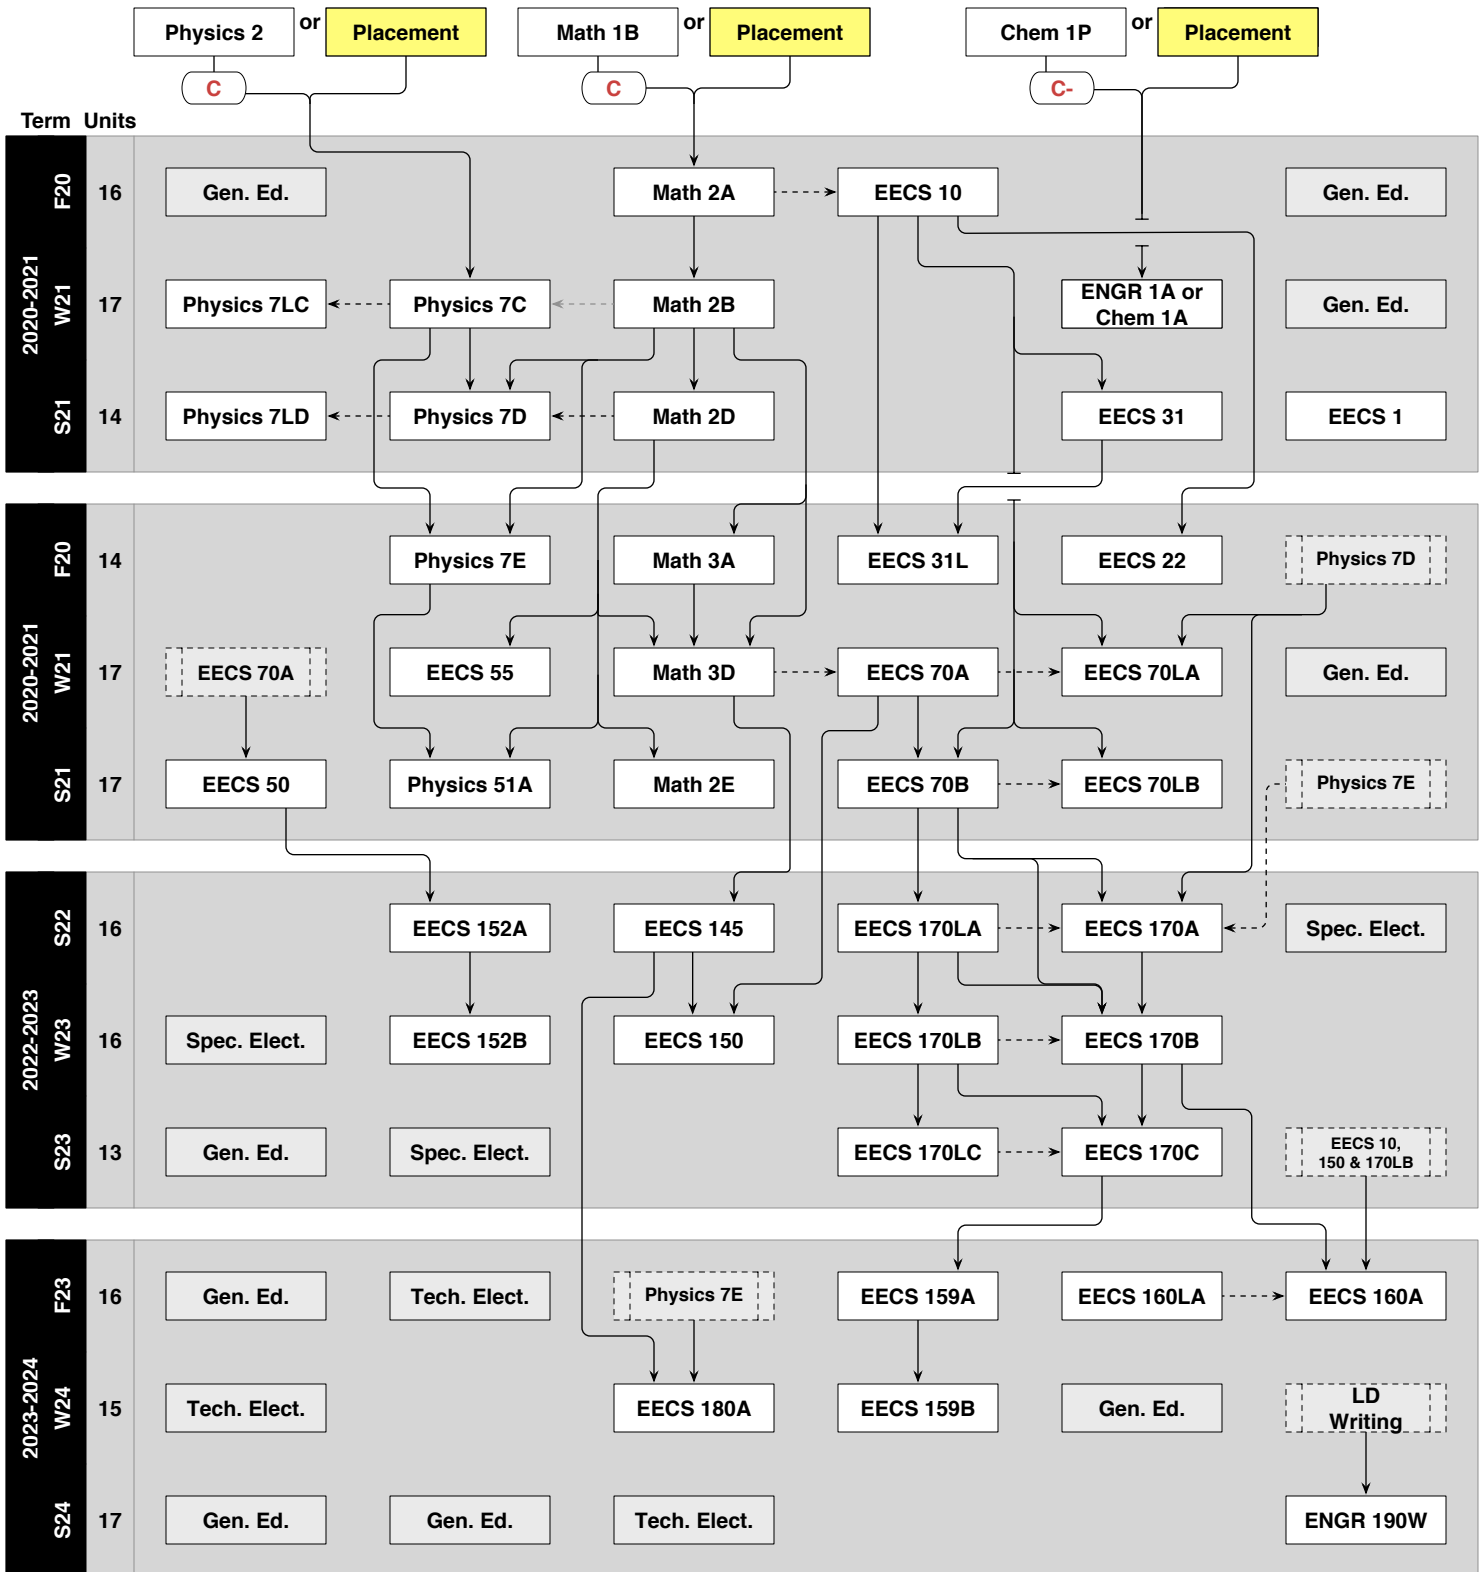 Physics 2
or
Placement
Math 1B
or
Placement
Chem 1P
or
Placement
C
C
C-
Term Units
2020-2021
F20
16
Gen. Ed.
Math 2A
EECS 10
Gen. Ed.
W21
17
Physics 7LC
Physics 7C
Math 2B
ENGR 1A or
Chem 1A
Gen. Ed.
S21
14
Physics 7LD
Physics 7D
Math 2D
EECS 31
EECS 1
2020-2021
F20
14
Physics 7E
Math 3A
EECS 31L
EECS 22
Physics 7D
W21
17
EECS 70A
EECS 55
Math 3D
EECS 70A
EECS 70LA
Gen. Ed.
S21
17
EECS 50
Physics 51A
Math 2E
EECS 70B
EECS 70LB
Physics 7E
2022-2023
S22
16
EECS 152A
EECS 145
EECS 170LA
EECS 170A
Spec. Elect.
W23
16
Spec. Elect.
EECS 152B
EECS 150
EECS 170LB
EECS 170B
S23
13
Gen. Ed.
Spec. Elect.
EECS 170LC
EECS 170C
EECS 10,
150 & 170LB
2023-2024
F23
16
Gen. Ed.
Tech. Elect.
Physics 7E
EECS 159A
EECS 160LA
EECS 160A
W24
15
Tech. Elect.
EECS 180A
EECS 159B
Gen. Ed.
LD
Writing
S24
17
Gen. Ed.
Gen. Ed.
Tech. Elect.
ENGR 190W